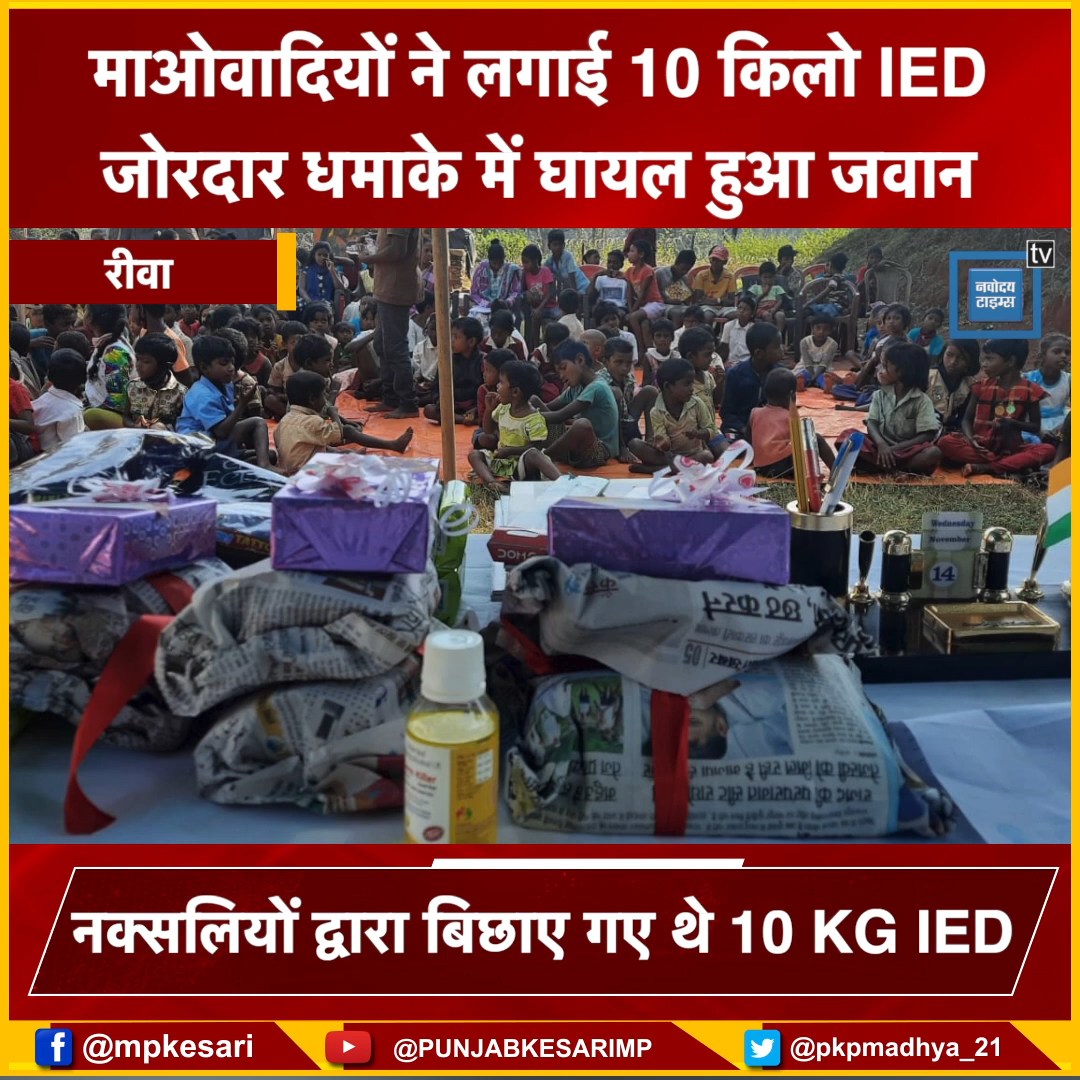 माओवादियों ने लगाई 10 किलो IED
जोरदार धमाके में घायल हुआ जवान
रीवा
tv
नवोदय
टाइम्स
Wednesday
November
14
05
नक्सलियों द्वारा बिछाए गए थे 10 KG IED
@mpkesari
@PUNJABKESARIMP
@pkpmadhya_21